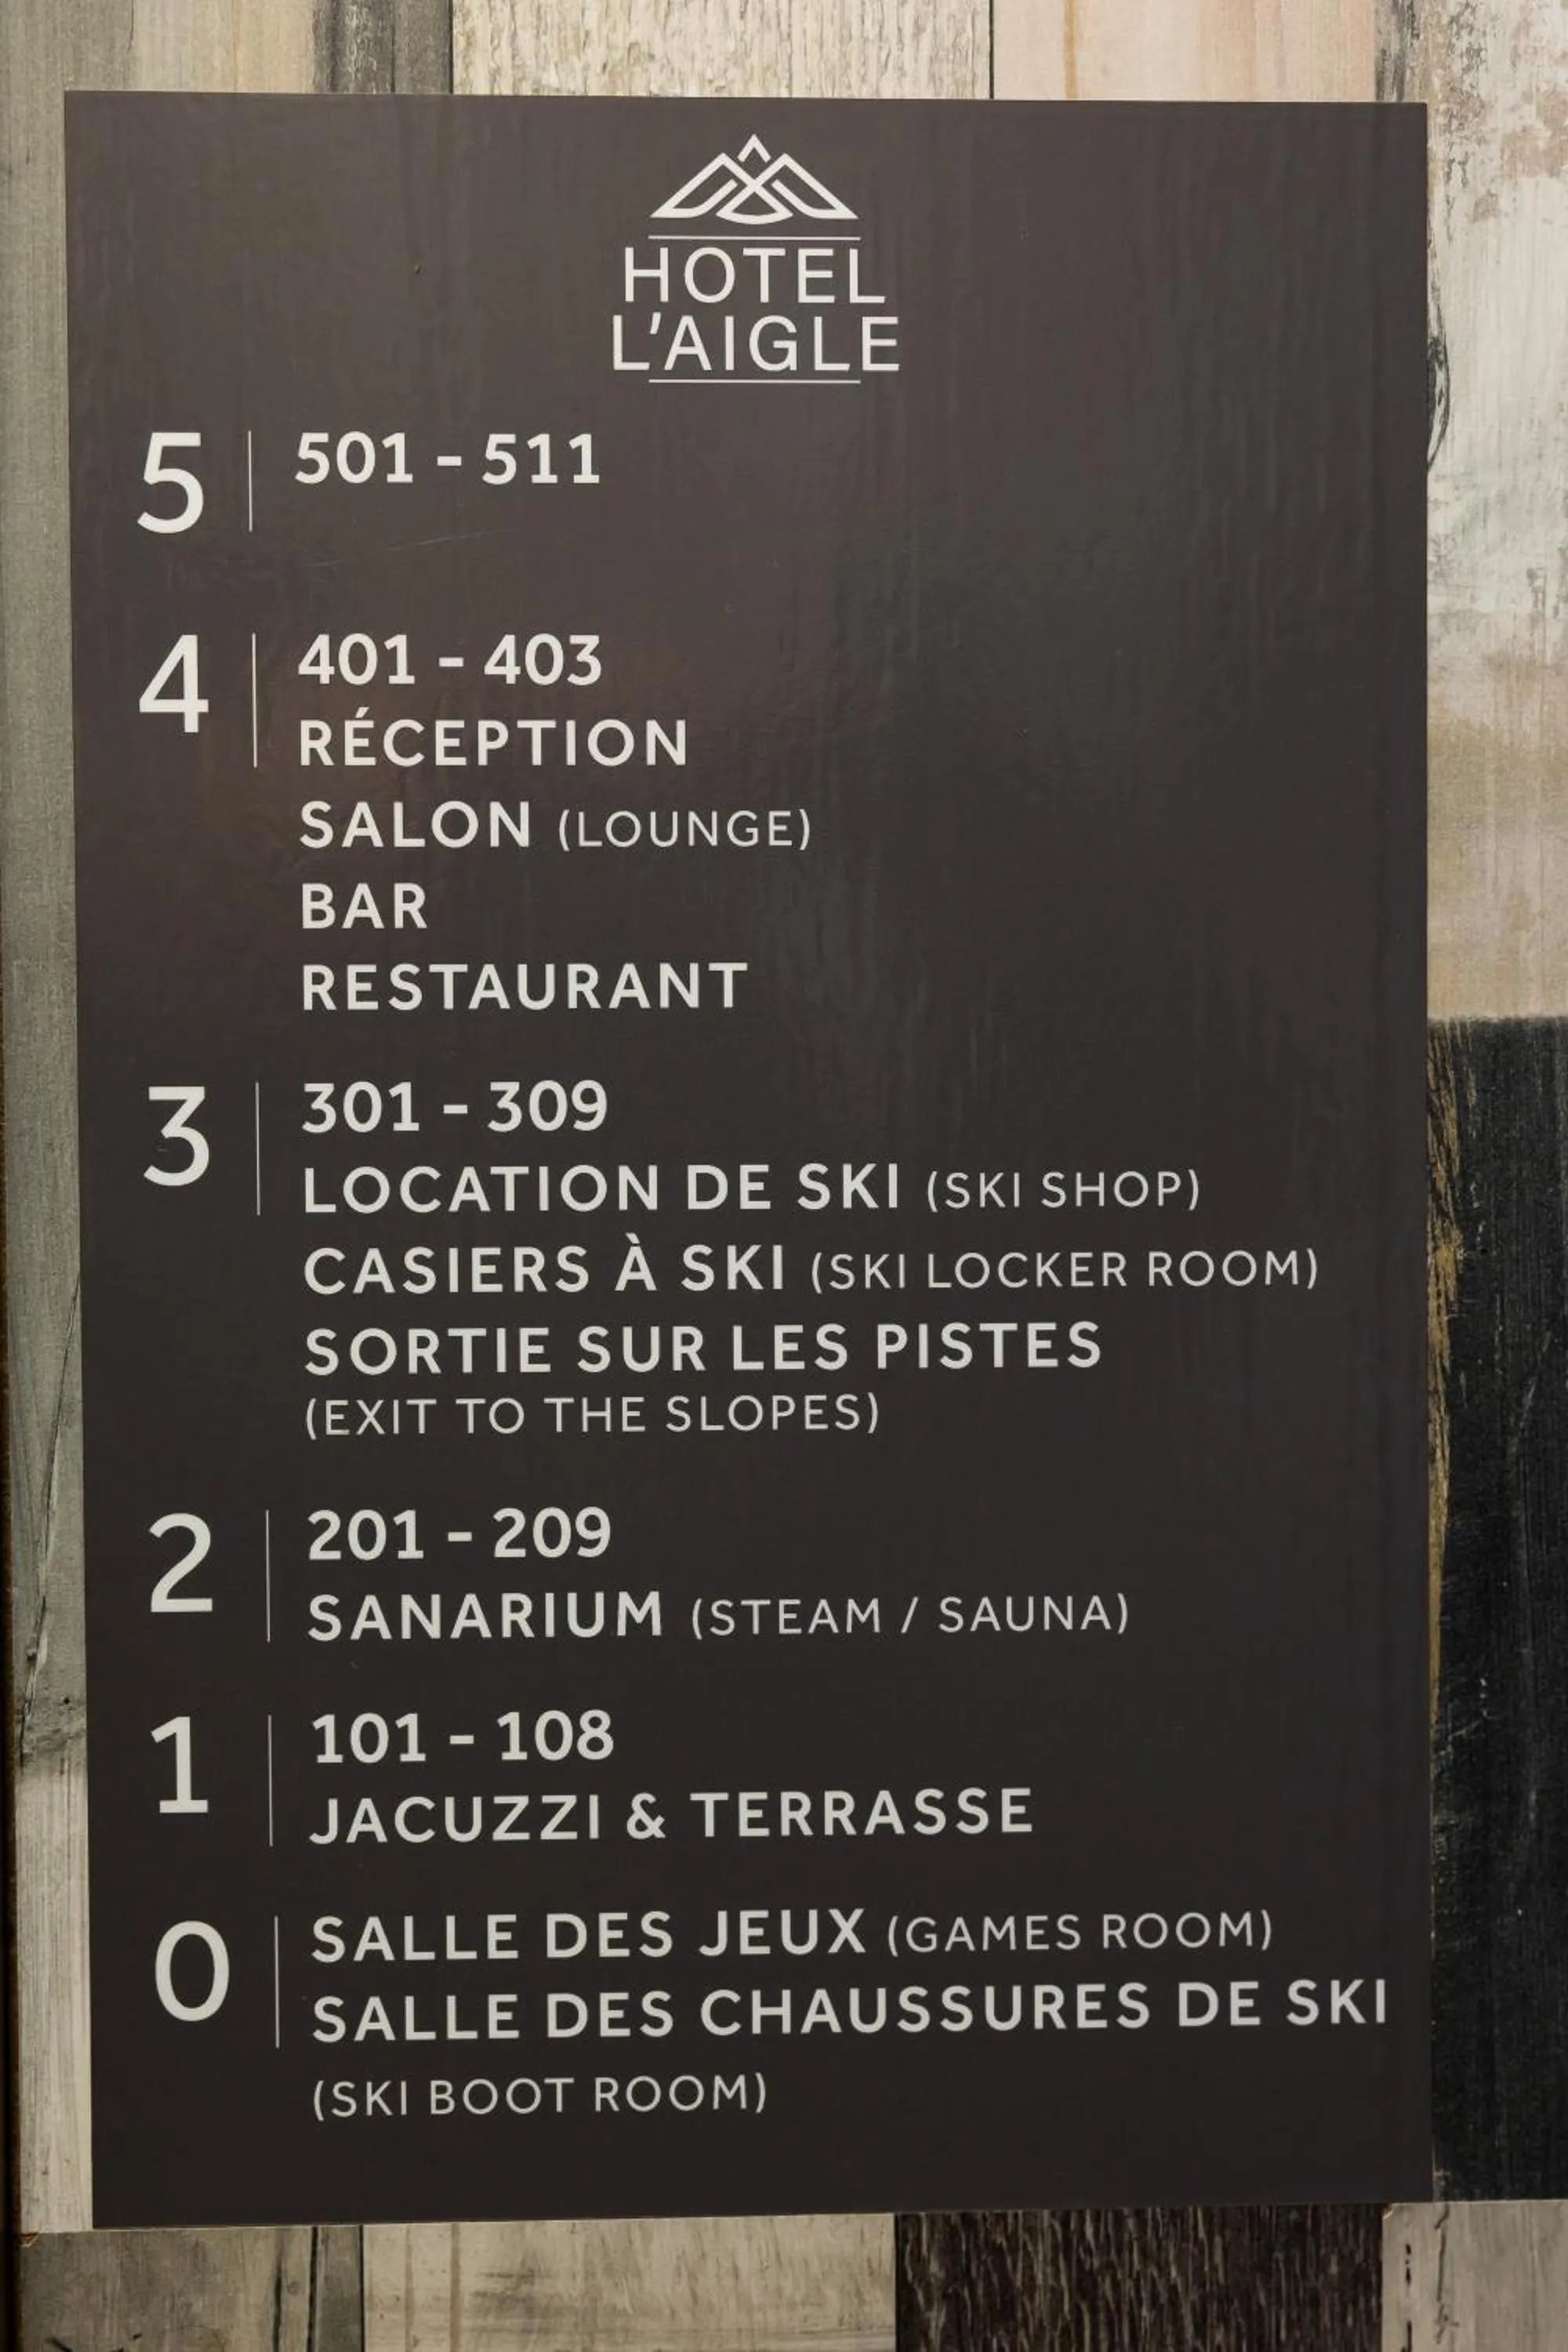 HOTEL
L'AIGLE
5 501 - 511
4 401 - 403
RÉCEPTION
SALON (LOUNGE)
BAR
RESTAURANT
3 301 - 309
LOCATION DE SKI (SKI SHOP)
CASIERS À SKI (SKI LOCKER ROOM)
SORTIE SUR LES PISTES
(EXIT TO THE SLOPES)
2 201 - 209
SANARIUM (STEAM / SAUNA)
1 101 - 108
JACUZZI & TERRASSE
0 SALLE DES JEUX (GAMES ROOM)
SALLE DES CHAUSSURES DE SKI
(SKI BOOT ROOM)